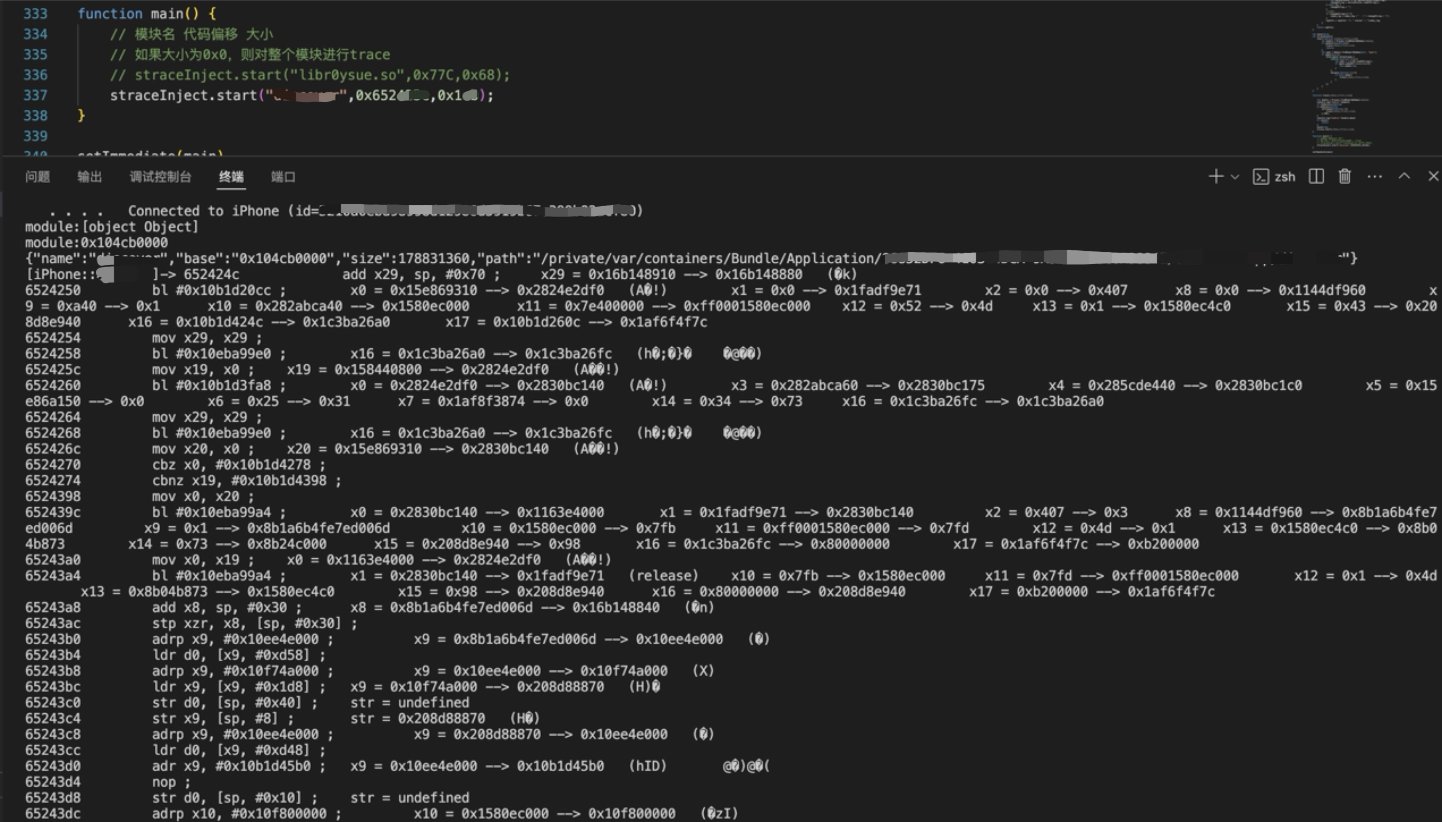 333 function main() {
334 // 模块名 代码偏移 大小
335 // 如果大小为0x0, 则对整个模块进行trace
336 // straceInject.start("libr0ysue.so",0x77C,0x68);
337 straceInject.start(" ",0x6524 ,0x1 );
338 }
339
340 setImmediate(main)
问题 输出 调试控制台 终端 端口 zsh
. . . . Connected to iPhone (id= )
module:[object Object]
module:0x104cb0000
{"name":" ","base":"0x104cb0000","size":178831360,"path":"/private/var/containers/Bundle/Application/ "}
[iPhone:: ]-> 652424c add x29, sp, #0x70 ; x29 = 0x16b148910 --> 0x16b148880 (�k)
6524250 bl #0x10b1d20cc ; x0 = 0x15e869310 --> 0x2824e2df0 (A�!) x1 = 0x0 --> 0x1fadf9e71 x2 = 0x0 --> 0x407 x8 = 0x0 --> 0x1144df960 x
9 = 0xa40 --> 0x1 x10 = 0x282abca40 --> 0x1580ec000 x11 = 0x7e400000 --> 0xff0001580ec000 x12 = 0x52 --> 0x4d x13 = 0x1 --> 0x1580ec4c0 x15 = 0x43 --> 0x20
8d8e940 x16 = 0x10b1d424c --> 0x1c3ba26a0 x17 = 0x10b1d260c --> 0x1af6f4f7c
6524254 mov x29, x29 ;
6524258 bl #0x10eba99e0 ; x16 = 0x1c3ba26a0 --> 0x1c3ba26fc (h�;�}� �@��)
652425c mov x19, x0 ; x19 = 0x158440800 --> 0x2824e2df0 (A��!)
6524260 bl #0x10b1d3fa8 ; x0 = 0x2824e2df0 --> 0x2830bc140 (A�!) x3 = 0x282abca60 --> 0x2830bc175 x4 = 0x285cde440 --> 0x2830bc1c0 x5 = 0x15
e86a150 --> 0x0 x6 = 0x25 --> 0x31 x7 = 0x1af8f3874 --> 0x0 x14 = 0x34 --> 0x73 x16 = 0x1c3ba26fc --> 0x1c3ba26a0
6524264 mov x29, x29 ;
6524268 bl #0x10eba99e0 ; x16 = 0x1c3ba26a0 --> 0x1c3ba26fc (h�;�}� �@��)
652426c mov x20, x0 ; x20 = 0x15e869310 --> 0x2830bc140 (A��!)
6524270 cbz x0, #0x10b1d4278 ;
6524274 cbnz x19, #0x10b1d4398 ;
6524398 mov x0, x20 ;
652439c bl #0x10eba99a4 ; x0 = 0x2830bc140 --> 0x1163e4000 x1 = 0x1fadf9e71 --> 0x2830bc140 x2 = 0x407 --> 0x3 x8 = 0x1144df960 --> 0x8b1a6b4fe7
ed006d x9 = 0x1 --> 0x8b1a6b4fe7ed006d x10 = 0x1580ec000 --> 0x7fb x11 = 0xff0001580ec000 --> 0x7fd x12 = 0x4d --> 0x1 x13 = 0x1580ec4c0 --> 0x8b0
4b873 x14 = 0x73 --> 0x8b24c000 x15 = 0x208d8e940 --> 0x98 x16 = 0x1c3ba26fc --> 0x80000000 x17 = 0x1af6f4f7c --> 0xb200000
65243a0 mov x0, x19 ; x0 = 0x1163e4000 --> 0x2824e2df0 (A��!)
65243a4 bl #0x10eba99a4 ; x1 = 0x2830bc140 --> 0x1fadf9e71 (release) x10 = 0x7fb --> 0x1580ec000 x11 = 0x7fd --> 0xff0001580ec000 x12 = 0x1 --> 0x4d
x13 = 0x8b04b873 --> 0x1580ec4c0 x15 = 0x98 --> 0x208d8e940 x16 = 0x80000000 --> 0x208d8e940 x17 = 0xb200000 --> 0x1af6f4f7c
65243a8 add x8, sp, #0x30 ; x8 = 0x8b1a6b4fe7ed006d --> 0x16b148840 (�n)
65243ac stp xzr, x8, [sp, #0x30] ;
65243b0 adrp x9, #0x10ee4e000 ; x9 = 0x8b1a6b4fe7ed006d --> 0x10ee4e000 (�)
65243b4 ldr d0, [x9, #0xd58] ;
65243b8 adrp x9, #0x10f74a000 ; x9 = 0x10ee4e000 --> 0x10f74a000 (X)
65243bc ldr x9, [x9, #0x1d8] ; x9 = 0x10f74a000 --> 0x208d88870 (H)�
65243c0 str d0, [sp, #0x40] ; str = undefined
65243c4 str x9, [sp, #8] ; str = 0x208d88870 (H�)
65243c8 adrp x9, #0x10ee4e000 ; x9 = 0x208d88870 --> 0x10ee4e000 (�)
65243cc ldr d0, [x9, #0xd48] ;
65243d0 adr x9, #0x10b1d45b0 ; x9 = 0x10ee4e000 --> 0x10b1d45b0 (hID) @�)@�(
65243d4 nop ;
65243d8 str d0, [sp, #0x10] ; str = undefined
65243dc adrp x10, #0x10f800000 ; x10 = 0x1580ec000 --> 0x10f800000 (�zI)